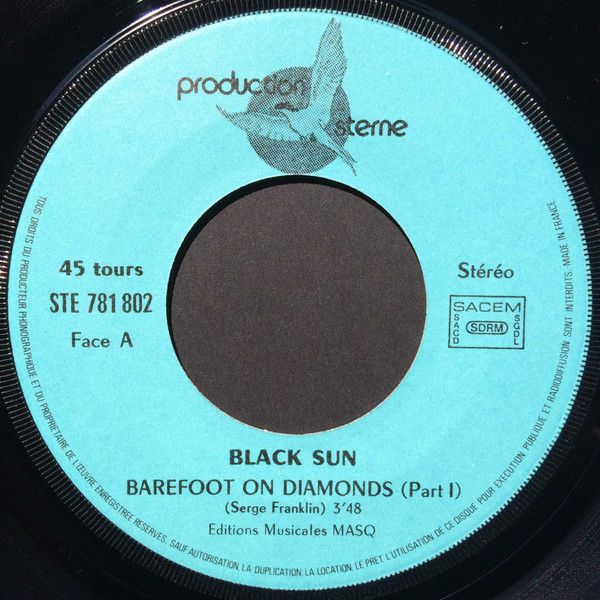 production
sterne
45 tours
STE 781 802
Face A
Stéréo
SACEM
SACD
SDRM
SGDL
BLACK SUN
BAREFOOT ON DIAMONDS (Part I)
(Serge Franklin) 3'48
Editions Musicales MASQ
TOUS DROITS DU PRODUCTEUR PHONOGRAPHIQUE ET DU PROPRIETAIRE DE L'ŒUVRE ENREGISTREE RESERVES. SAUF AUTORISATION, LA DUPLICATION, LA LOCATION, LE PRET, L'UTILISATION DE CE DISQUE POUR EXECUTION PUBLIQUE ET RADIODIFFUSION SONT INTERDITS. MADE IN FRANCE